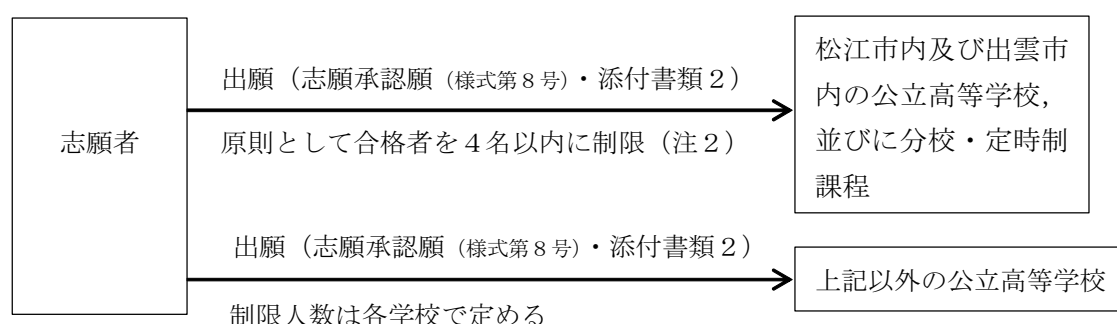 志願者
出願（志願承認願（様式第８号）・添付書類２）
原則として合格者を４名以内に制限（注２）
松江市内及び出雲市
内の公立高等学校，
並びに分校・定時制
課程
出願（志願承認願（様式第８号）・添付書類２）
制限人数は各学校で定める
上記以外の公立高等学校